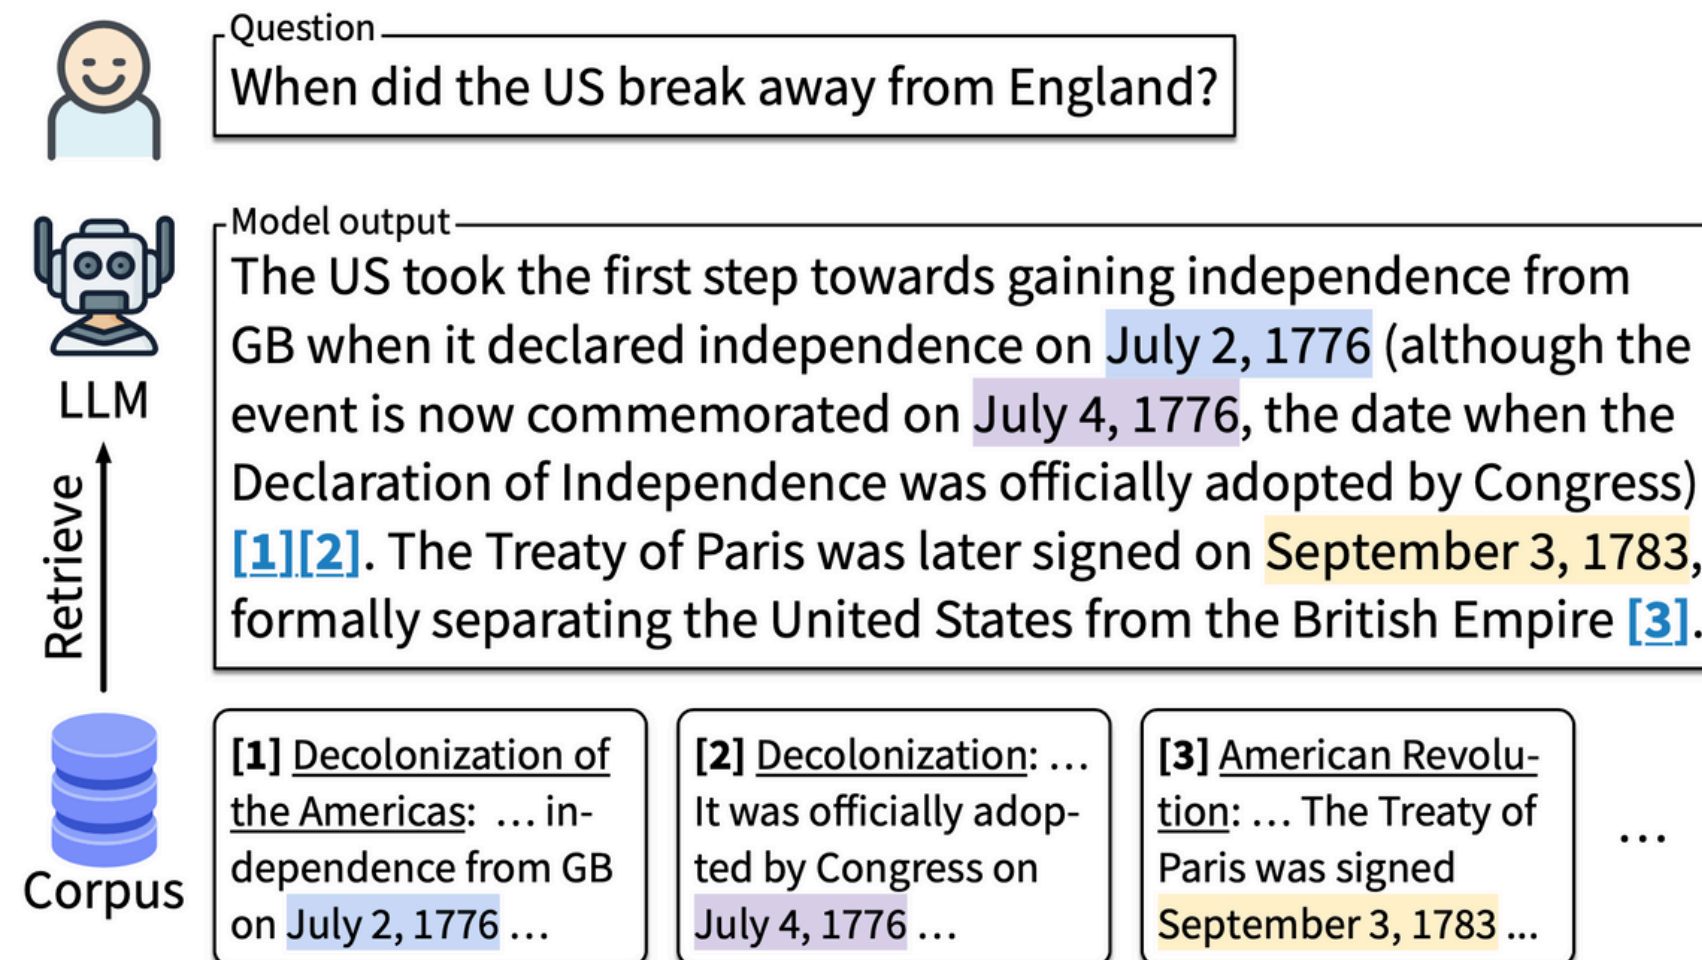 Question
When did the US break away from England?
Model output
The US took the first step towards gaining independence from
GB when it declared independence on July 2, 1776 (although the
event is now commemorated on July 4, 1776, the date when the
Declaration of Independence was officially adopted by Congress)
[1][2]. The Treaty of Paris was later signed on September 3, 1783,
formally separating the United States from the British Empire [3].
LLM
Retrieve
Corpus
[1] Decolonization of
the Americas: … in-
dependence from GB
on July 2, 1776 …
[2] Decolonization: …
It was officially adop-
ted by Congress on
July 4, 1776 …
[3] American Revolu-
tion: … The Treaty of
Paris was signed
September 3, 1783 ...
…